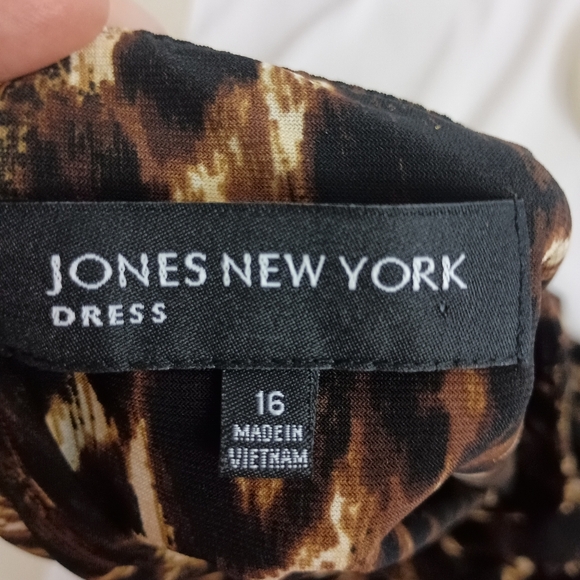 JONES NEW YORK
DRESS
16
MADE IN
VIETNAM